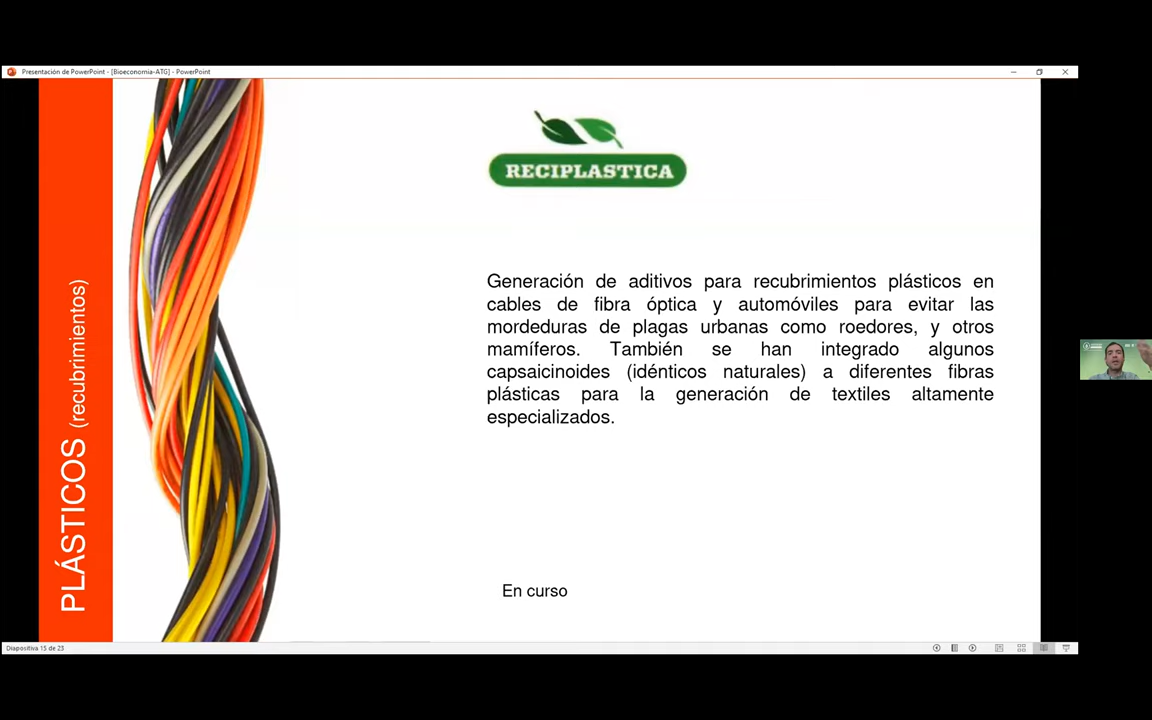 Presentación de PowerPoint - [Bioeconomia-ATG] - PowerPoint
RECIPLASTICA
PLÁSTICOS (recubrimientos)
Generación de aditivos para recubrimientos plásticos en
cables de fibra óptica y automóviles para evitar las
mordeduras de plagas urbanas como roedores, y otros
mamíferos. También se han integrado algunos
capsaicinoides (idénticos naturales) a diferentes fibras
plásticas para la generación de textiles altamente
especializados.
En curso
Diapositiva 15 de 23